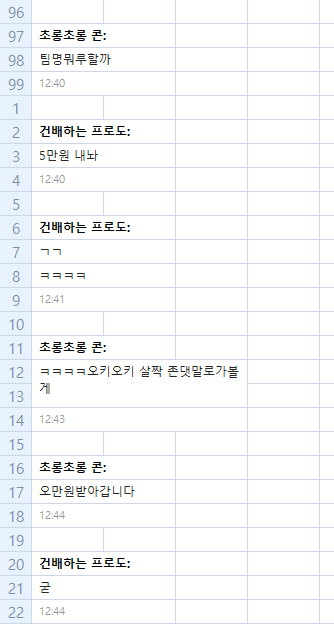 96
97 초롱초롱 콘:
98 팀명뭐루할까
99 12:40
1
2 건배하는 프로도:
3 5만원 내놔
4 12:40
5
6 건배하는 프로도:
7 ㄱㄱ
8 ㅋㅋㅋㅋ
9 12:41
10
11 초롱초롱 콘:
12 ㅋㅋㅋㅋ오키오키 살짝 존댓말로가볼
13 게
14 12:43
15
16 초롱초롱 콘:
17 오만원받아갑니다
18 12:44
19
20 건배하는 프로도:
21 굳
22 12:44